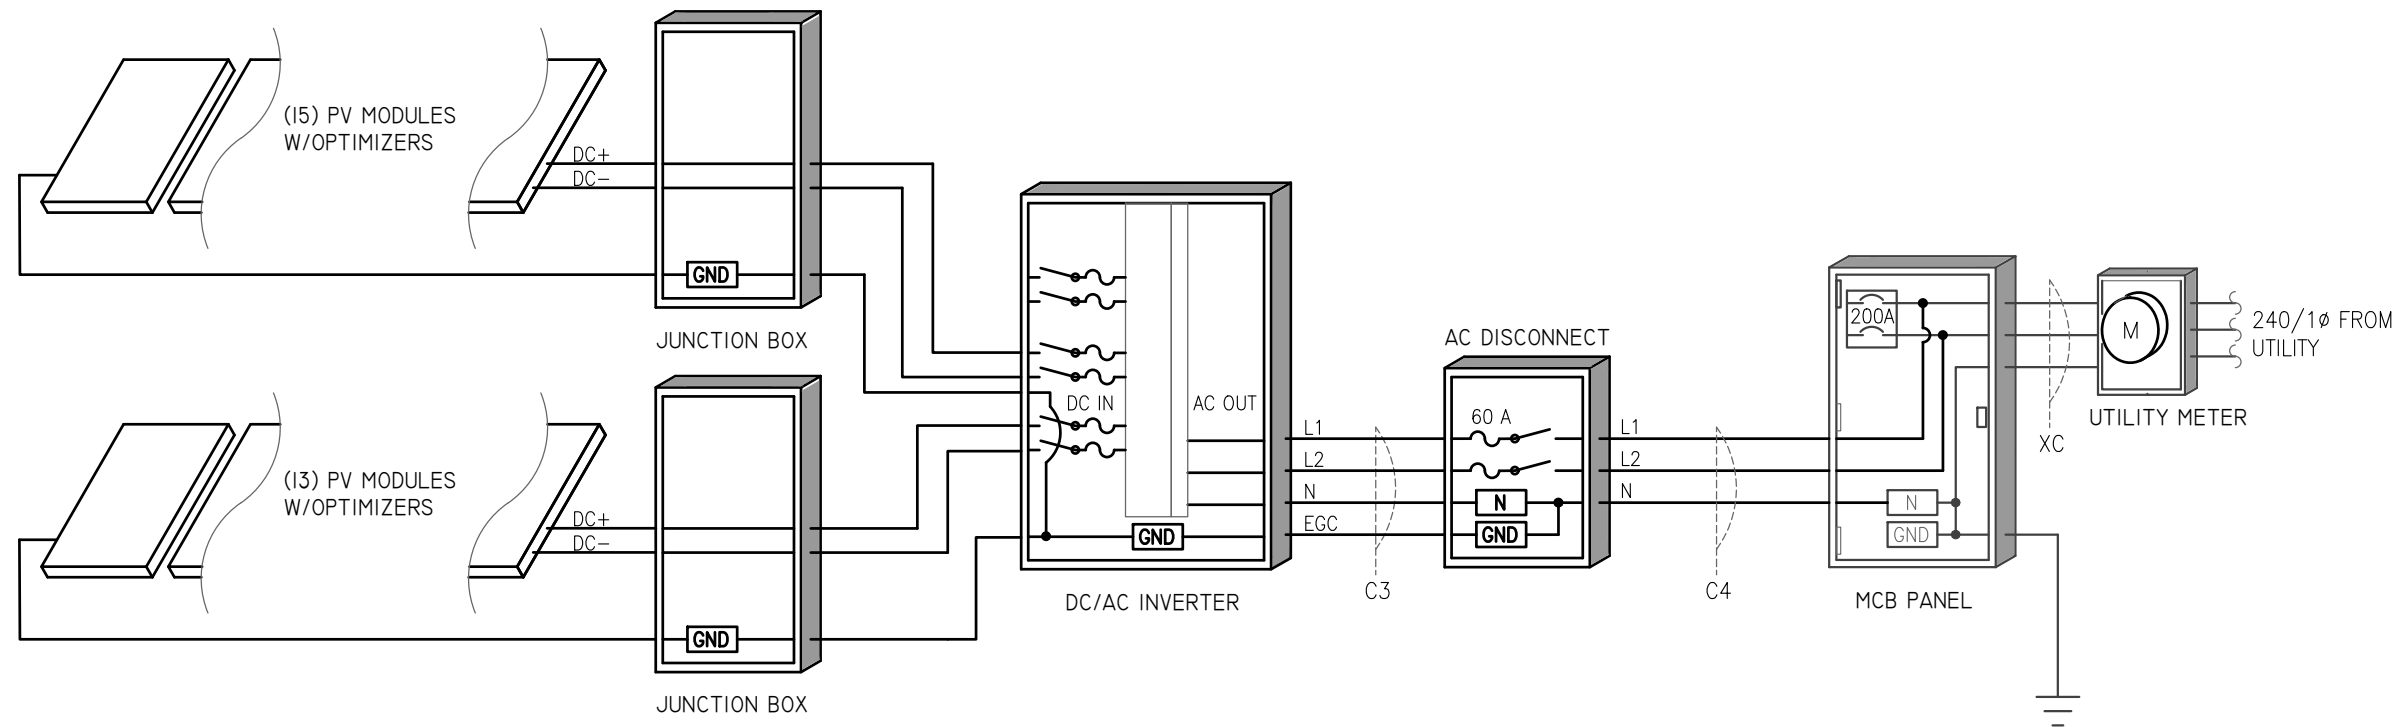 (15) PV MODULES
W/OPTIMIZERS
DC+
DC-
GND
JUNCTION BOX
(13) PV MODULES
W/OPTIMIZERS
DC+
DC-
GND
JUNCTION BOX
DC IN
AC OUT
GND
DC/AC INVERTER
L1
L2
N
EGC
C3
AC DISCONNECT
60 A
N
GND
L1
L2
N
C4
200A
N
GND
MCB PANEL
XC
M
UTILITY METER
240/1ø FROM
UTILITY